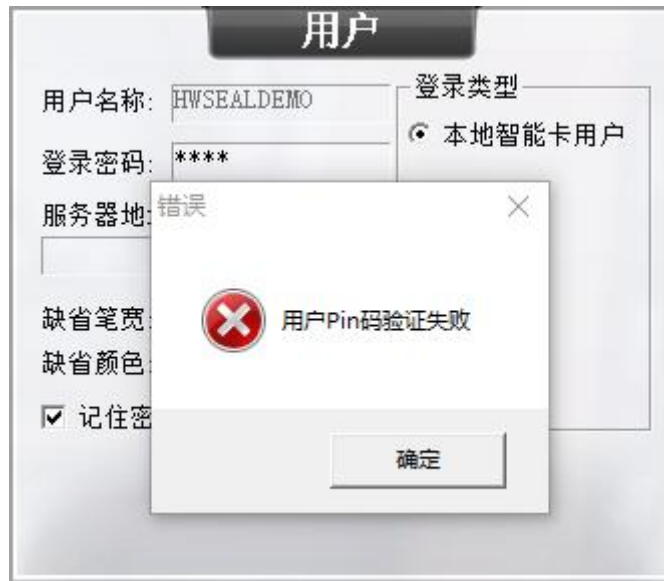 用户
用户名称: HWSEALDEMO
登录类型
本地智能卡用户
登录密码: ****
服务器地
错误
用户Pin码验证失败
缺省笔宽
缺省颜色
记住密
确定